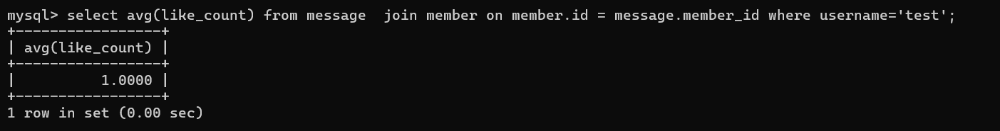 mysql> select avg(like_count) from message  join member on member.id = message.member_id where username='test';
+-----------------+
| avg(like_count) |
+-----------------+
|          1.0000 |
+-----------------+
1 row in set (0.00 sec)